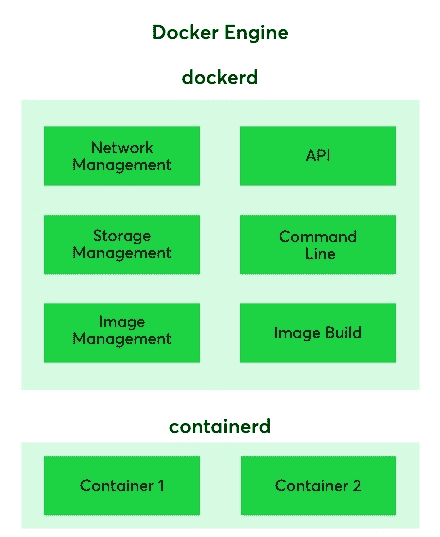 Docker Engine
dockerd
Network
Management
API
Storage
Management
Command
Line
Image
Management
Image Build
containerd
Container 1
Container 2